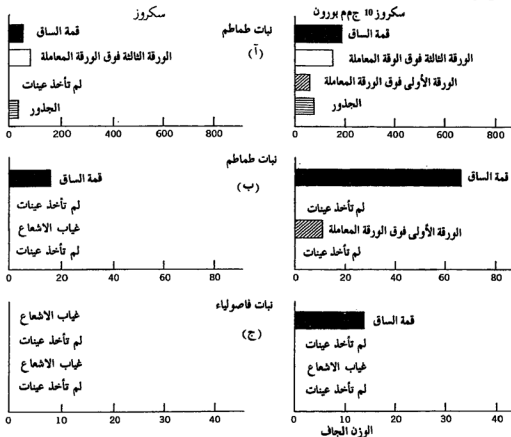 سكروز
سكروز 10 ج م م بورون
نبات طماطم
(آ)
قمة الساق
الورقة الثالثة فوق الورقة المعاملة
لم تأخذ عينات
الجذور
0 200 400 600 800
قمة الساق
الورقة الثالثة فوق الوقة المعاملة
الورقة الأولى فوق الورقة المعاملة
الجذور
0 200 400 600 800
نبات طماطم
(ب)
قمة الساق
لم تأخذ عينات
غياب الاشعاع
لم تأخذ عينات
0 20 40 60 80
قمة الساق
لم تأخذ عينات
الورقة الأولى فوق الورقة المعاملة
لم تأخذ عينات
0 20 40 60 80
نبات فاصولياء
(ج)
غياب الاشعاع
لم تأخذ عينات
غياب الاشعاع
لم تأخذ عينات
0 10 20 30 40
قمة الساق
لم تأخذ عينات
غياب الاشعاع
لم تأخذ عينات
0 10 20 30 40
الوزن الجاف